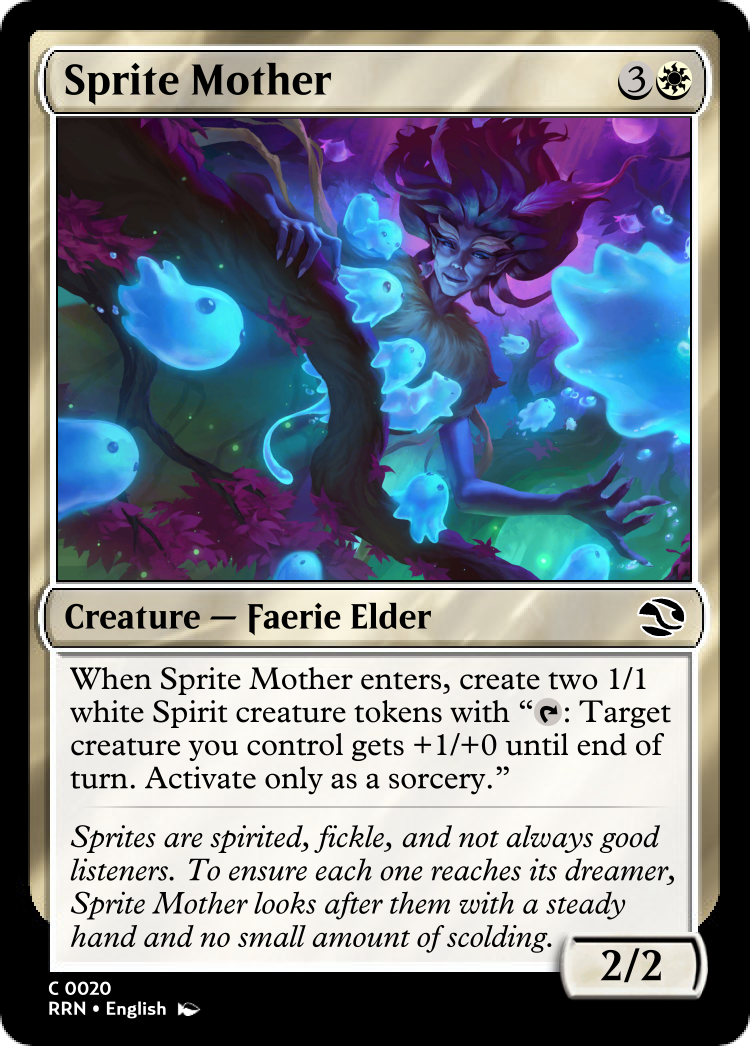 Sprite Mother 3
Creature — Faerie Elder
When Sprite Mother enters, create two 1/1
white Spirit creature tokens with “: Target
creature you control gets +1/+0 until end of
turn. Activate only as a sorcery.”
Sprites are spirited, fickle, and not always good
listeners. To ensure each one reaches its dreamer,
Sprite Mother looks after them with a steady
hand and no small amount of scolding.
2/2
C 0020
RRN • English